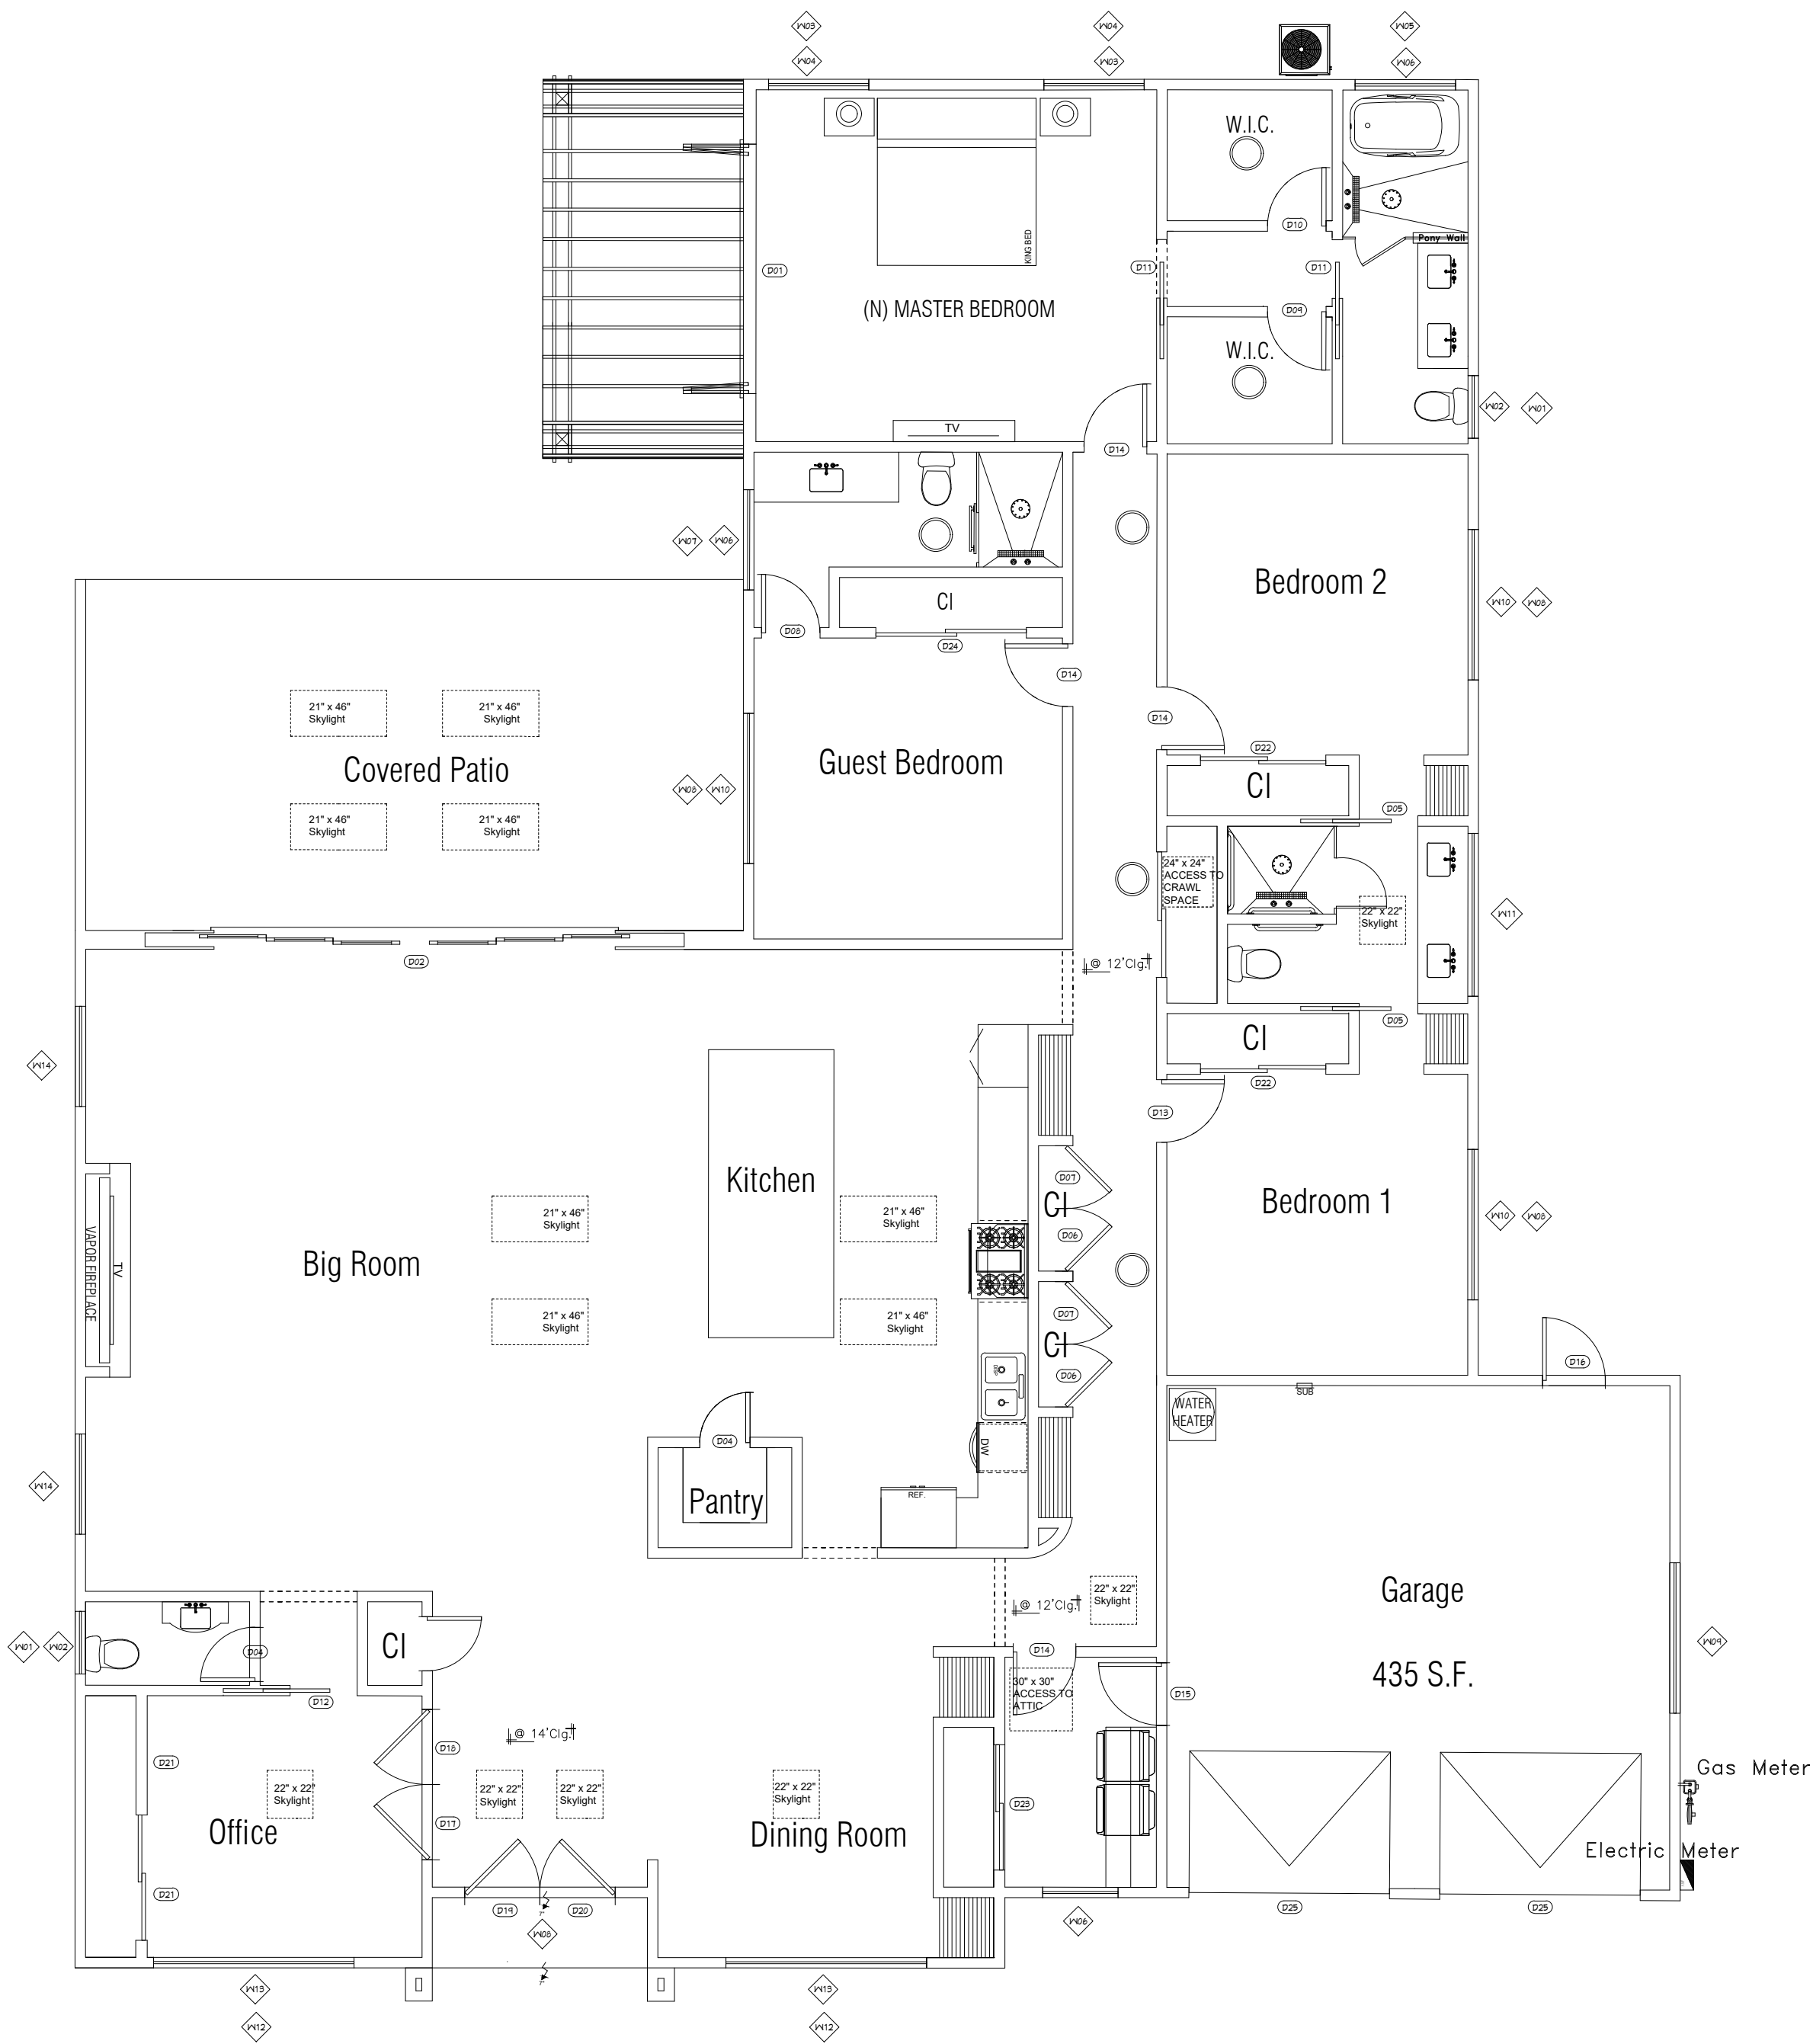 W03
W04
W05
W04
W03
W06
W.I.C.
D10
Pony Wall
KING BED
D01
D11
D11
(N) MASTER BEDROOM
D09
W.I.C.
W02
W01
TV
D14
W07
W06
Bedroom 2
Cl
W10
W08
D08
D24
D14
21" x 46"
Skylight
21" x 46"
Skylight
D14
D22
Covered Patio
Guest Bedroom
W08
W10
Cl
D05
21" x 46"
Skylight
21" x 46"
Skylight
24" x 24"
ACCESS TO
CRAWL
SPACE
22" x 22"
Skylight
W11
D02
@ 12'Clg.
D05
Cl
W14
D22
D13
Kitchen
D07
Cl
Bedroom 1
21" x 46"
Skylight
21" x 46"
Skylight
W10
W08
D06
Big Room
VAPOR FIREPLACE
TV
21" x 46"
Skylight
21" x 46"
Skylight
D07
Cl
D06
D16
SUB
WATER
HEATER
D04
DW
W14
Pantry
REF.
22" x 22"
Skylight
Garage
@ 12'Clg.
W01
W02
D04
Cl
D14
W09
435 S.F.
30" x 30"
ACCESS TO
ATTIC
D12
D15
@ 14'Clg.
D18
D21
22" x 22"
Skylight
22" x 22"
Skylight
22" x 22"
Skylight
22" x 22"
Skylight
Gas Meter
D23
D17
Office
Dining Room
Electric Meter
D21
D19
D20
D25
D25
W08
W06
W13
W13
W12
W12